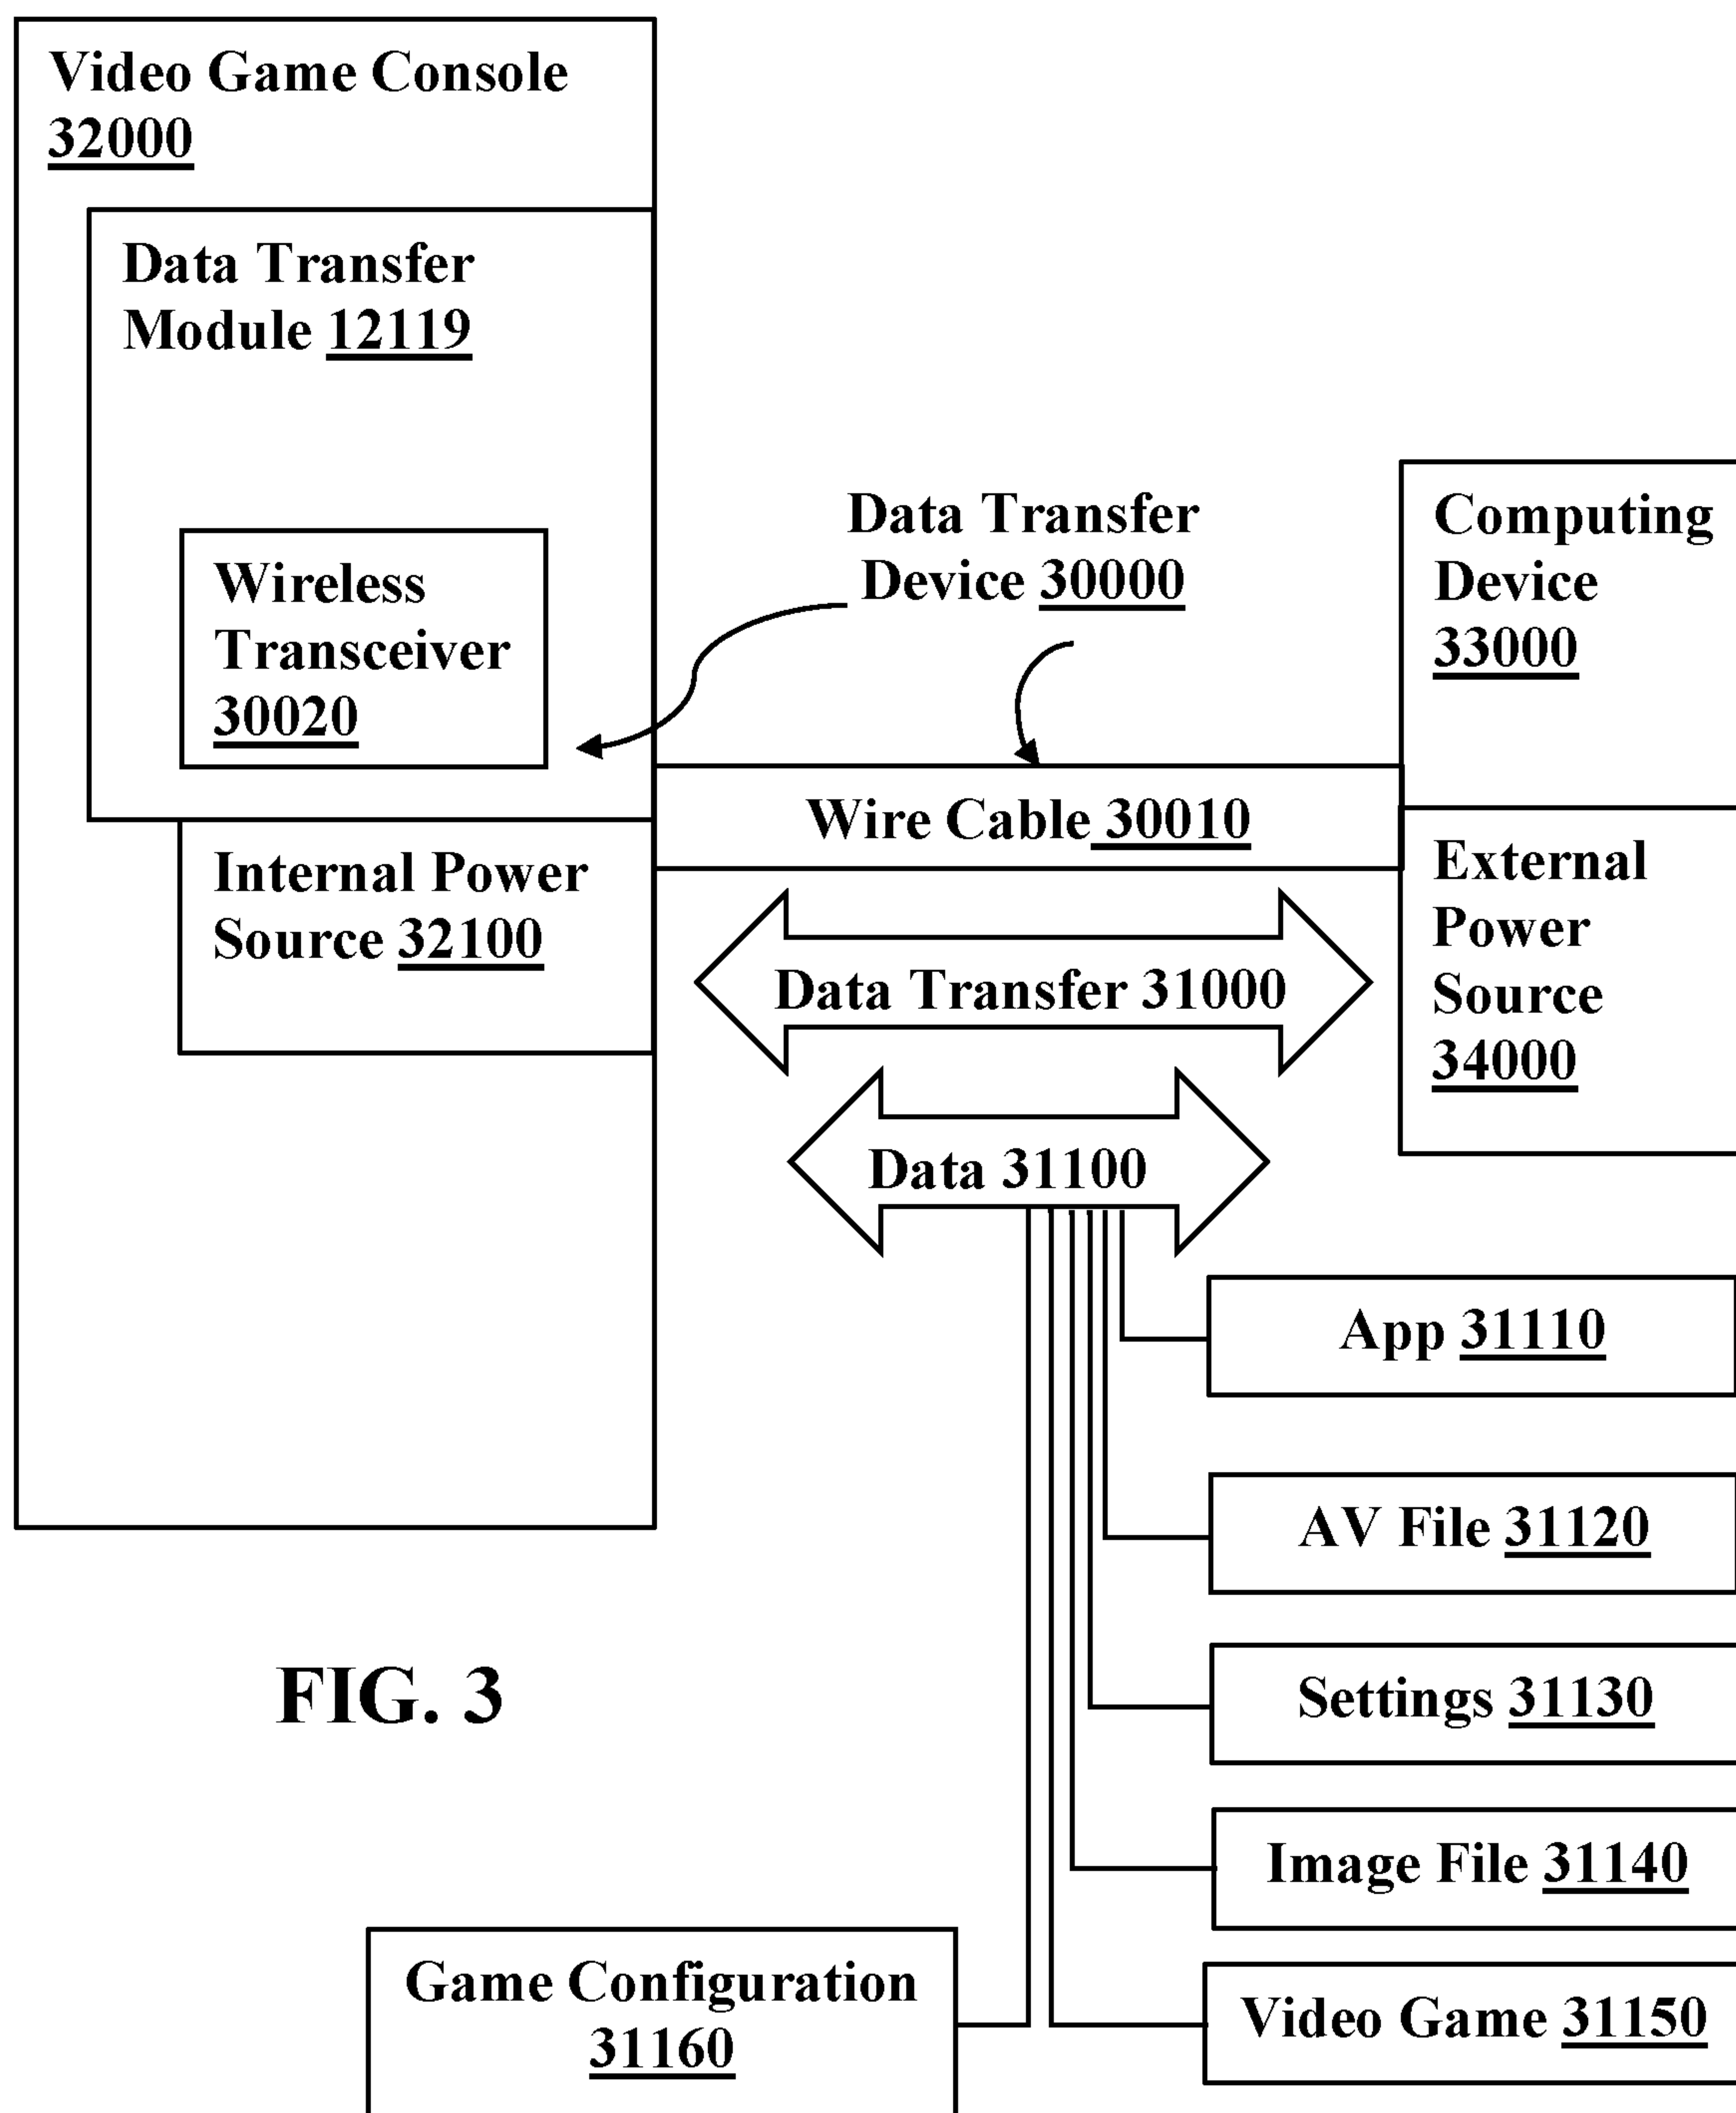 Video Game Console
32000
Data Transfer
Module 12119
Wireless
Transceiver
30020
Internal Power
Source 32100
Data Transfer
Device 30000
Wire Cable 30010
Computing
Device
33000
External
Power
Source
34000
Data Transfer 31000
Data 31100
App 31110
AV File 31120
Settings 31130
Image File 31140
Video Game 31150
Game Configuration
31160
FIG. 3